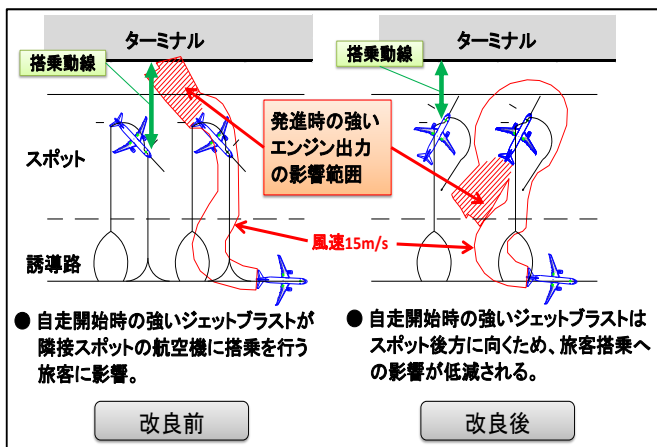 ターミナル
搭乗動線
スポット
誘導路
発進時の強い
エンジン出力
の影響範囲
風速15m/s
ターミナル
搭乗動線
● 自走開始時の強いジェットブラストが
隣接スポットの航空機に搭乗を行う
旅客に影響。
改良前
● 自走開始時の強いジェットブラストは
スポット後方に向くため、旅客搭乗へ
の影響が低減される。
改良後